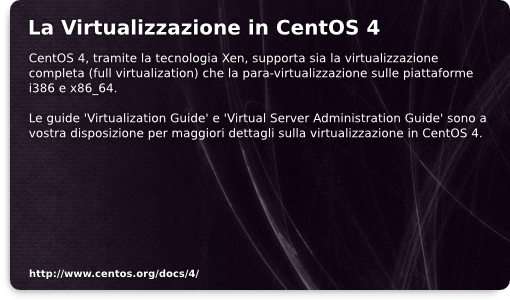 La Virtualizzazione in CentOS 4
CentOS 4, tramite la tecnologia Xen, supporta sia la virtualizzazione
completa (full virtualization) che la para-virtualizzazione sulle piattaforme
i386 e x86_64.
Le guide 'Virtualization Guide' e 'Virtual Server Administration Guide' sono a
vostra disposizione per maggiori dettagli sulla virtualizzazione in CentOS 4.
http://www.centos.org/docs/4/